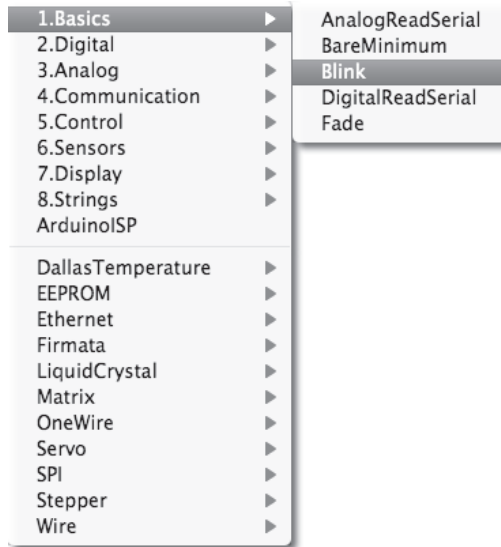 1.Basics
2.Digital
3.Analog
4.Communication
5.Control
6.Sensors
7.Display
8.Strings
ArduinoISP
DallasTemperature
EEPROM
Ethernet
Firmata
LiquidCrystal
Matrix
OneWire
Servo
SPI
Stepper
Wire
AnalogReadSerial
BareMinimum
Blink
DigitalReadSerial
Fade